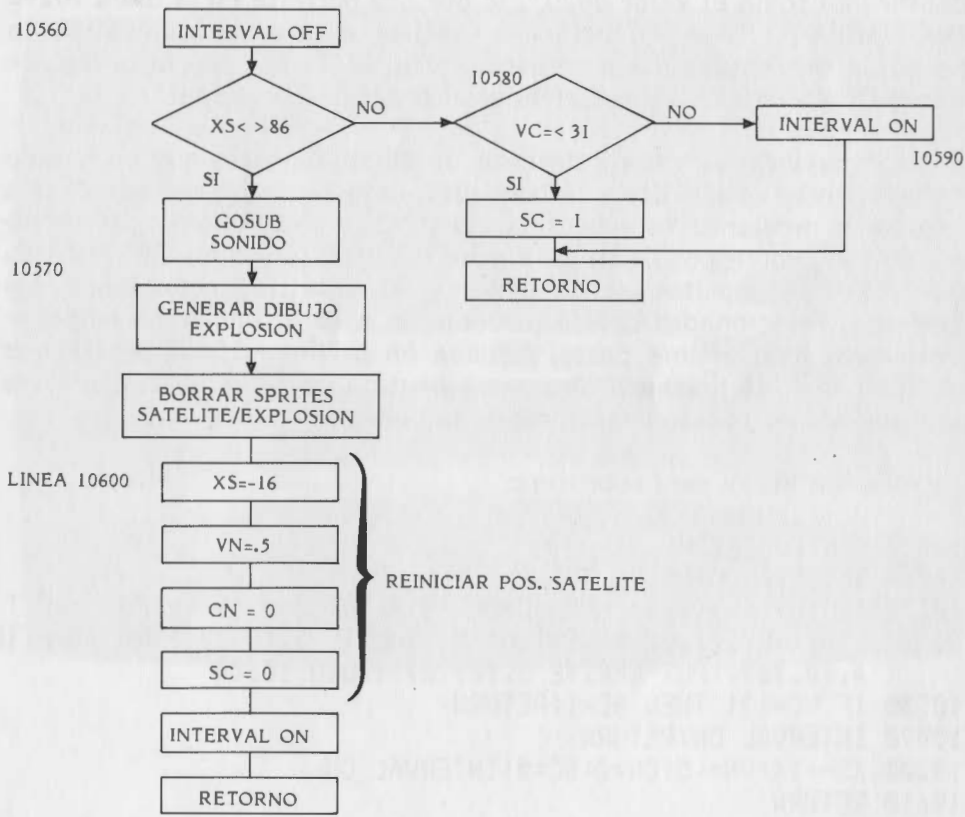 10560
INTERVAL OFF
XS< >86
NO
10580
VC=< 3I
NO
INTERVAL ON
10590
SI
SI
GOSUB
SONIDO
SC = I
10570
RETORNO
GENERAR DIBUJO
EXPLOSION
BORRAR SPRITES
SATELITE/EXPLOSION
LINEA 10600
XS=-16
VN=.5
REINICIAR POS. SATELITE
CN = 0
SC = 0
INTERVAL ON
RETORNO